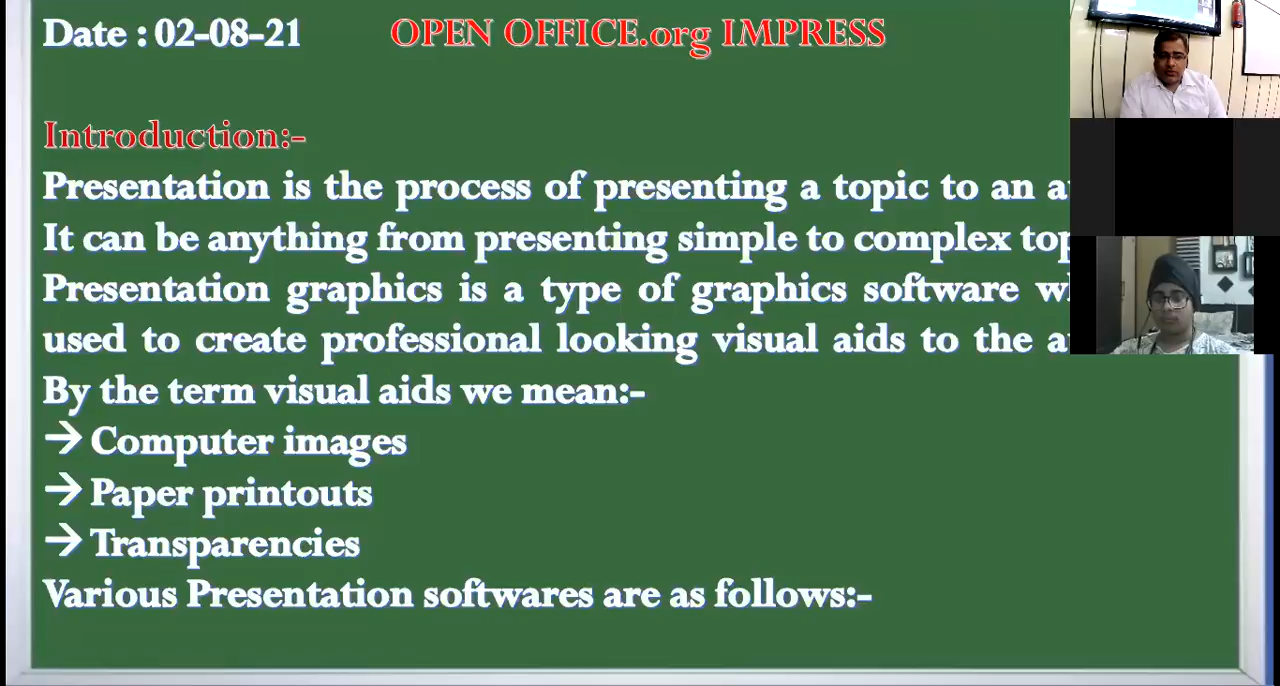 Date : 02-08-21 OPEN OFFICE.org IMPRESS
Introduction:-
Presentation is the process of presenting a topic to an
It can be anything from presenting simple to complex
Presentation graphics is a type of graphics software
used to create professional looking visual aids to the
By the term visual aids we mean:-
→ Computer images
→ Paper printouts
→ Transparencies
Various Presentation softwares are as follows:-